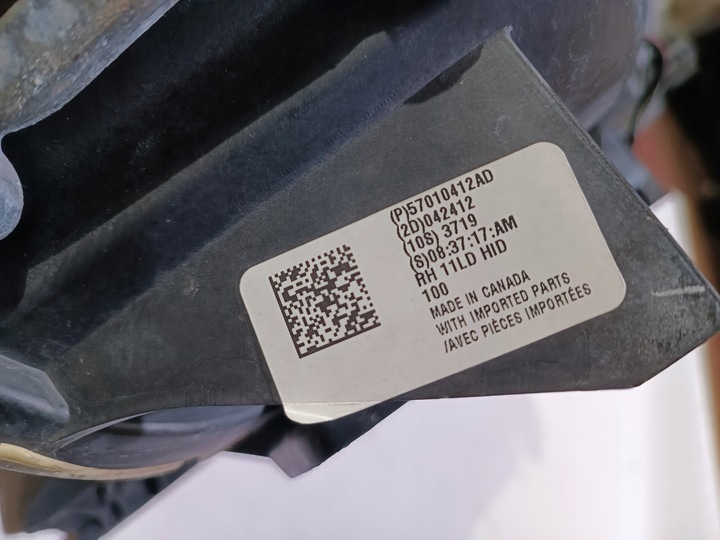 (P)57010412AD
(2D)042412
(10S) 3719
(S)08:37:17:AM
RH 11LD HID
100
MADE IN CANADA
WITH IMPORTED PARTS
/AVEC PIÈCES IMPORTÉES